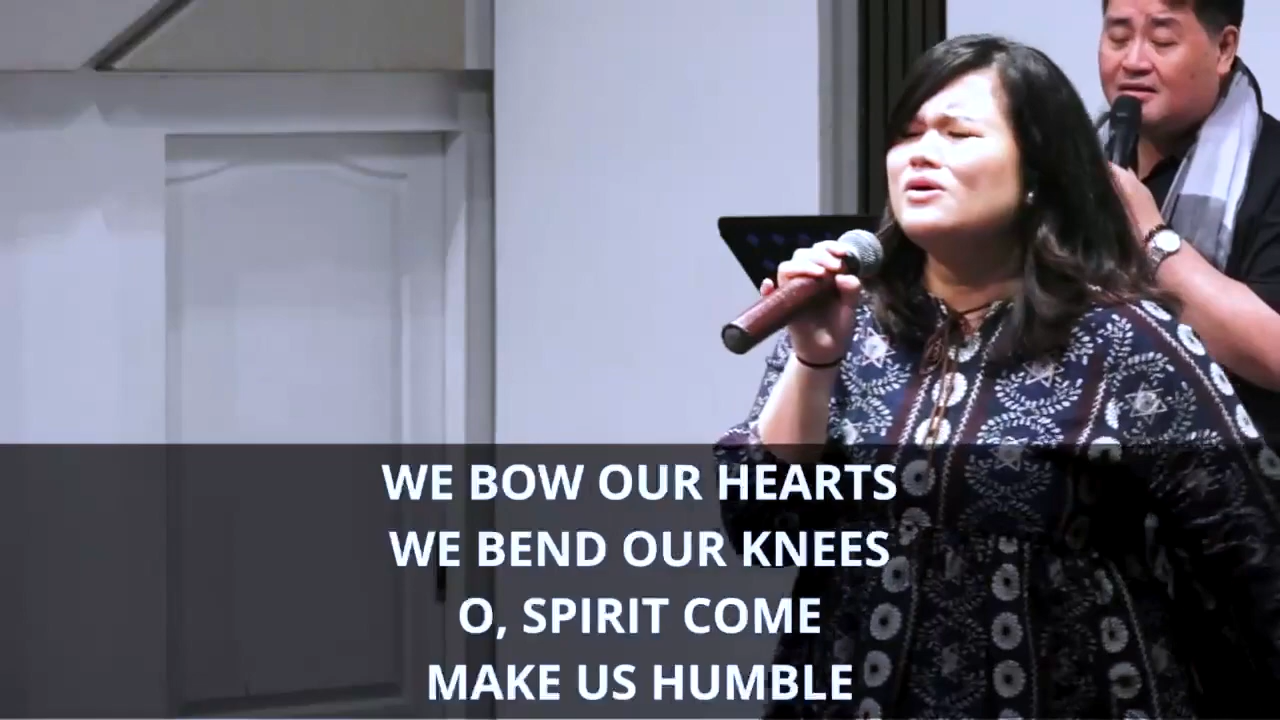 WE BOW OUR HEARTS
WE BEND OUR KNEES
O, SPIRIT COME
MAKE US HUMBLE